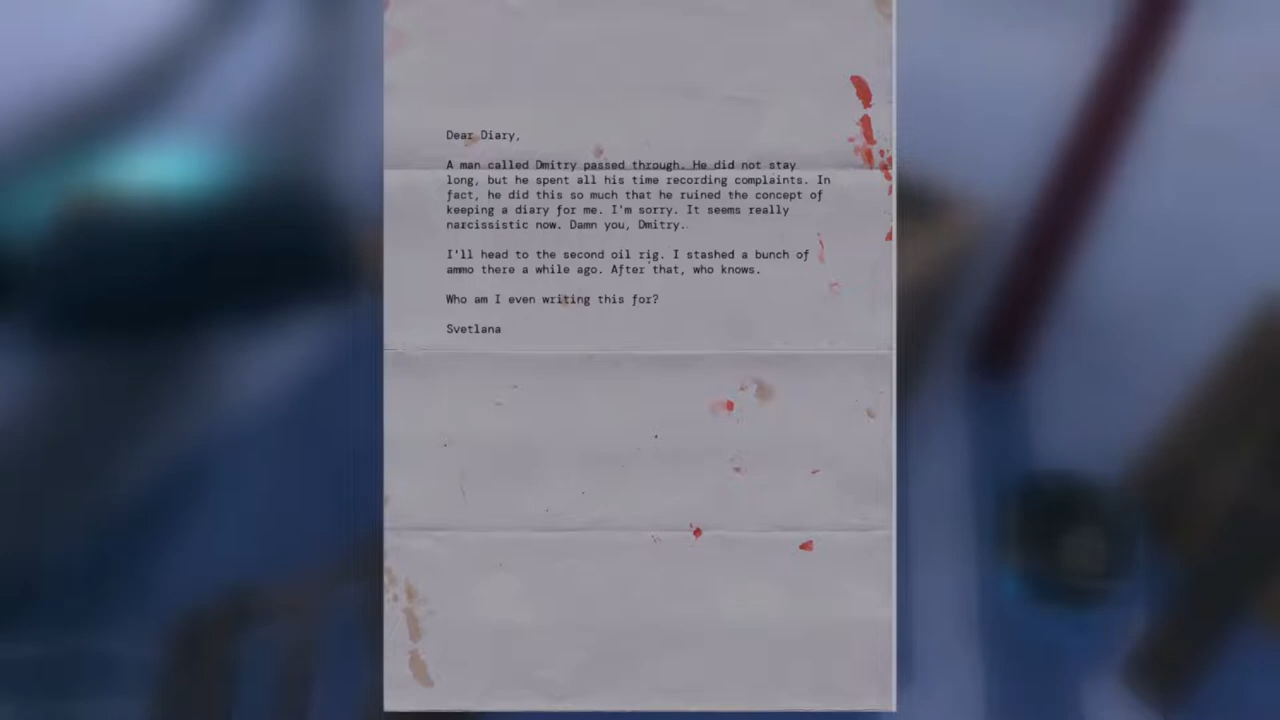 Dear Diary,
A man called Dmitry passed through. He did not stay
long, but he spent all his time recording complaints. In
fact, he did this so much that he ruined the concept of
keeping a diary for me. I'm sorry. It seems really
narcissistic now. Damn you, Dmitry.
I'll head to the second oil rig. I stashed a bunch of
ammo there a while ago. After that, who knows.
Who am I even writing this for?
Svetlana